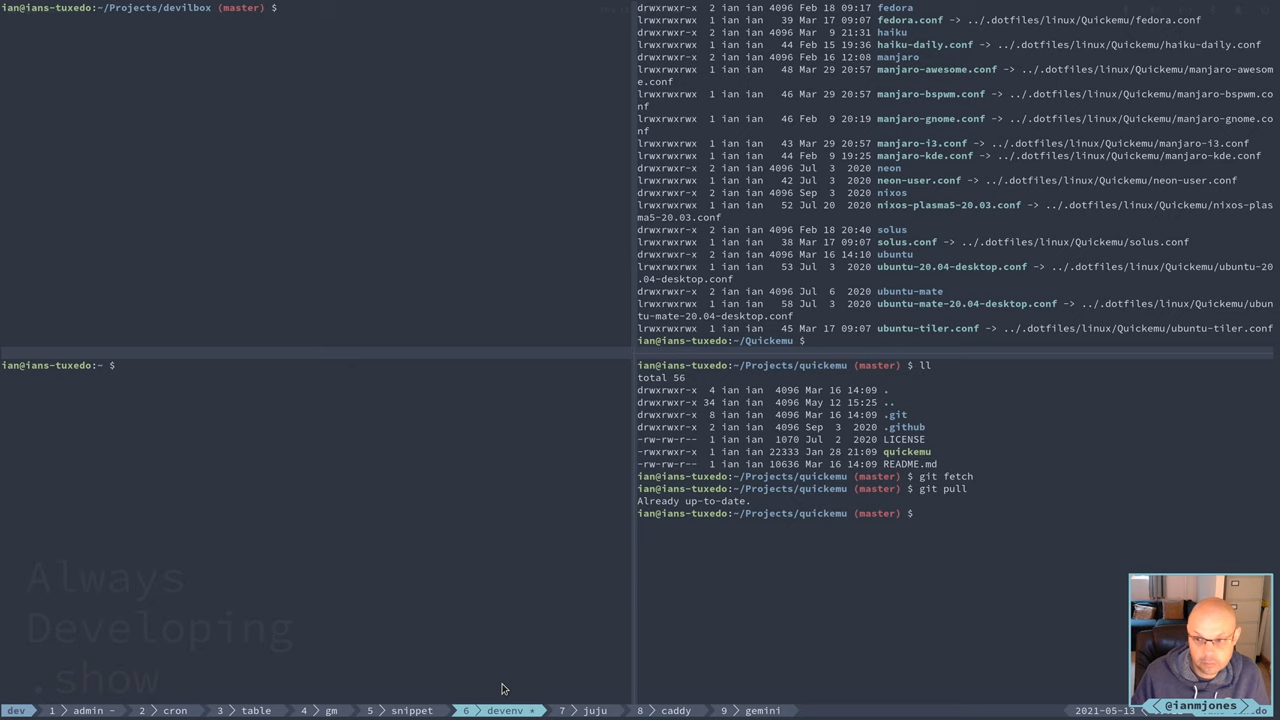 ian@ians-tuxedo:~/Projects/devilbox (master) $
drwxrwxr-x  2 ian ian 4096 Feb 18 09:17 fedora
lrwxrwxrwx  1 ian ian   39 Mar 17 09:07 fedora.conf -> ../.dotfiles/linux/Quickemu/fedora.conf
drwxrwxr-x  2 ian ian 4096 Mar  9 21:31 haiku
lrwxrwxrwx  1 ian ian   44 Feb 15 19:36 haiku-daily.conf -> ../.dotfiles/linux/Quickemu/haiku-daily.conf
drwxrwxr-x  2 ian ian 4096 Feb 16 12:08 manjaro
lrwxrwxrwx  1 ian ian   48 Mar 29 20:57 manjaro-awesome.conf -> ../.dotfiles/linux/Quickemu/manjaro-awesom
e.conf
lrwxrwxrwx  1 ian ian   46 Mar 29 20:57 manjaro-bspwm.conf -> ../.dotfiles/linux/Quickemu/manjaro-bspwm.co
nf
lrwxrwxrwx  1 ian ian   46 Feb  9 20:19 manjaro-gnome.conf -> ../.dotfiles/linux/Quickemu/manjaro-gnome.co
nf
lrwxrwxrwx  1 ian ian   43 Mar 29 20:57 manjaro-i3.conf -> ../.dotfiles/linux/Quickemu/manjaro-i3.conf
lrwxrwxrwx  1 ian ian   44 Feb  9 19:25 manjaro-kde.conf -> ../.dotfiles/linux/Quickemu/manjaro-kde.conf
drwxrwxr-x  2 ian ian 4096 Jul  3  2020 neon
lrwxrwxrwx  1 ian ian   42 Jul  3  2020 neon-user.conf -> ../.dotfiles/linux/Quickemu/neon-user.conf
drwxrwxr-x  2 ian ian 4096 Sep  3  2020 nixos
lrwxrwxrwx  1 ian ian   52 Jul 20  2020 nixos-plasma5-20.03.conf -> ../.dotfiles/linux/Quickemu/nixos-plas
ma5-20.03.conf
drwxrwxr-x  2 ian ian 4096 Feb 18 20:40 solus
lrwxrwxrwx  1 ian ian   38 Mar 17 09:07 solus.conf -> ../.dotfiles/linux/Quickemu/solus.conf
drwxrwxr-x  2 ian ian 4096 Mar 16 14:10 ubuntu
lrwxrwxrwx  1 ian ian   53 Jul  3  2020 ubuntu-20.04-desktop.conf -> ../.dotfiles/linux/Quickemu/ubuntu-20
.04-desktop.conf
drwxrwxr-x  2 ian ian 4096 Jul  6  2020 ubuntu-mate
lrwxrwxrwx  1 ian ian   58 Jul  3  2020 ubuntu-mate-20.04-desktop.conf -> ../.dotfiles/linux/Quickemu/ubun
tu-mate-20.04-desktop.conf
lrwxrwxrwx  1 ian ian   45 Mar 17 09:07 ubuntu-tiler.conf -> ../.dotfiles/linux/Quickemu/ubuntu-tiler.conf
ian@ians-tuxedo:~/Quickemu $
ian@ians-tuxedo:~ $
ian@ians-tuxedo:~/Projects/quickemu (master) $ ll
total 56
drwxrwxr-x  4 ian ian  4096 Mar 16 14:09 .
drwxrwxr-x 34 ian ian  4096 May 12 15:25 ..
drwxrwxr-x  8 ian ian  4096 Mar 16 14:09 .git
drwxrwxr-x  2 ian ian  4096 Sep  3  2020 .github
-rw-rw-r--  1 ian ian  1070 Jul  2  2020 LICENSE
-rwxrwxr-x  1 ian ian 22333 Jan 28 21:09 quickemu
-rw-rw-r--  1 ian ian 10636 Mar 16 14:09 README.md
ian@ians-tuxedo:~/Projects/quickemu (master) $ git fetch
ian@ians-tuxedo:~/Projects/quickemu (master) $ git pull
Already up-to-date.
ian@ians-tuxedo:~/Projects/quickemu (master) $
Always
Developing
.show
dev 1 admin - 2 cron 3 table 4 gm 5 snippet 6 devenv * 7 juju 8 caddy 9 gemini 2021-05-13
@ianmjones